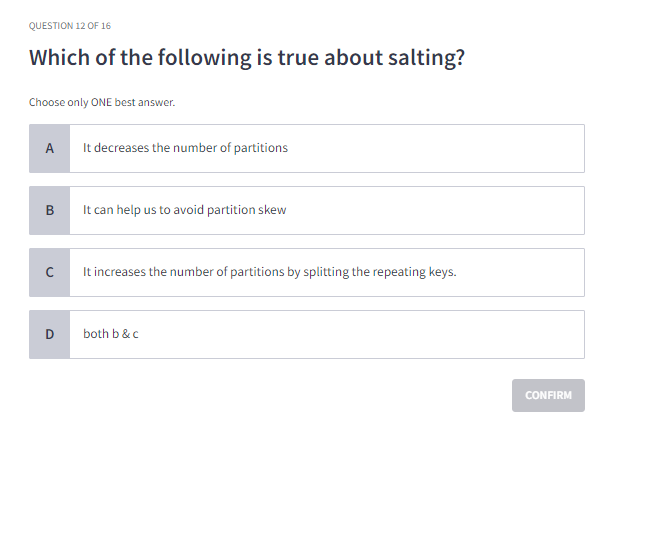 QUESTION 12 OF 16
Which of the following is true about salting?
Choose only ONE best answer.
A It decreases the number of partitions
B It can help us to avoid partition skew
C It increases the number of partitions by splitting the repeating keys.
D both b & c
CONFIRM